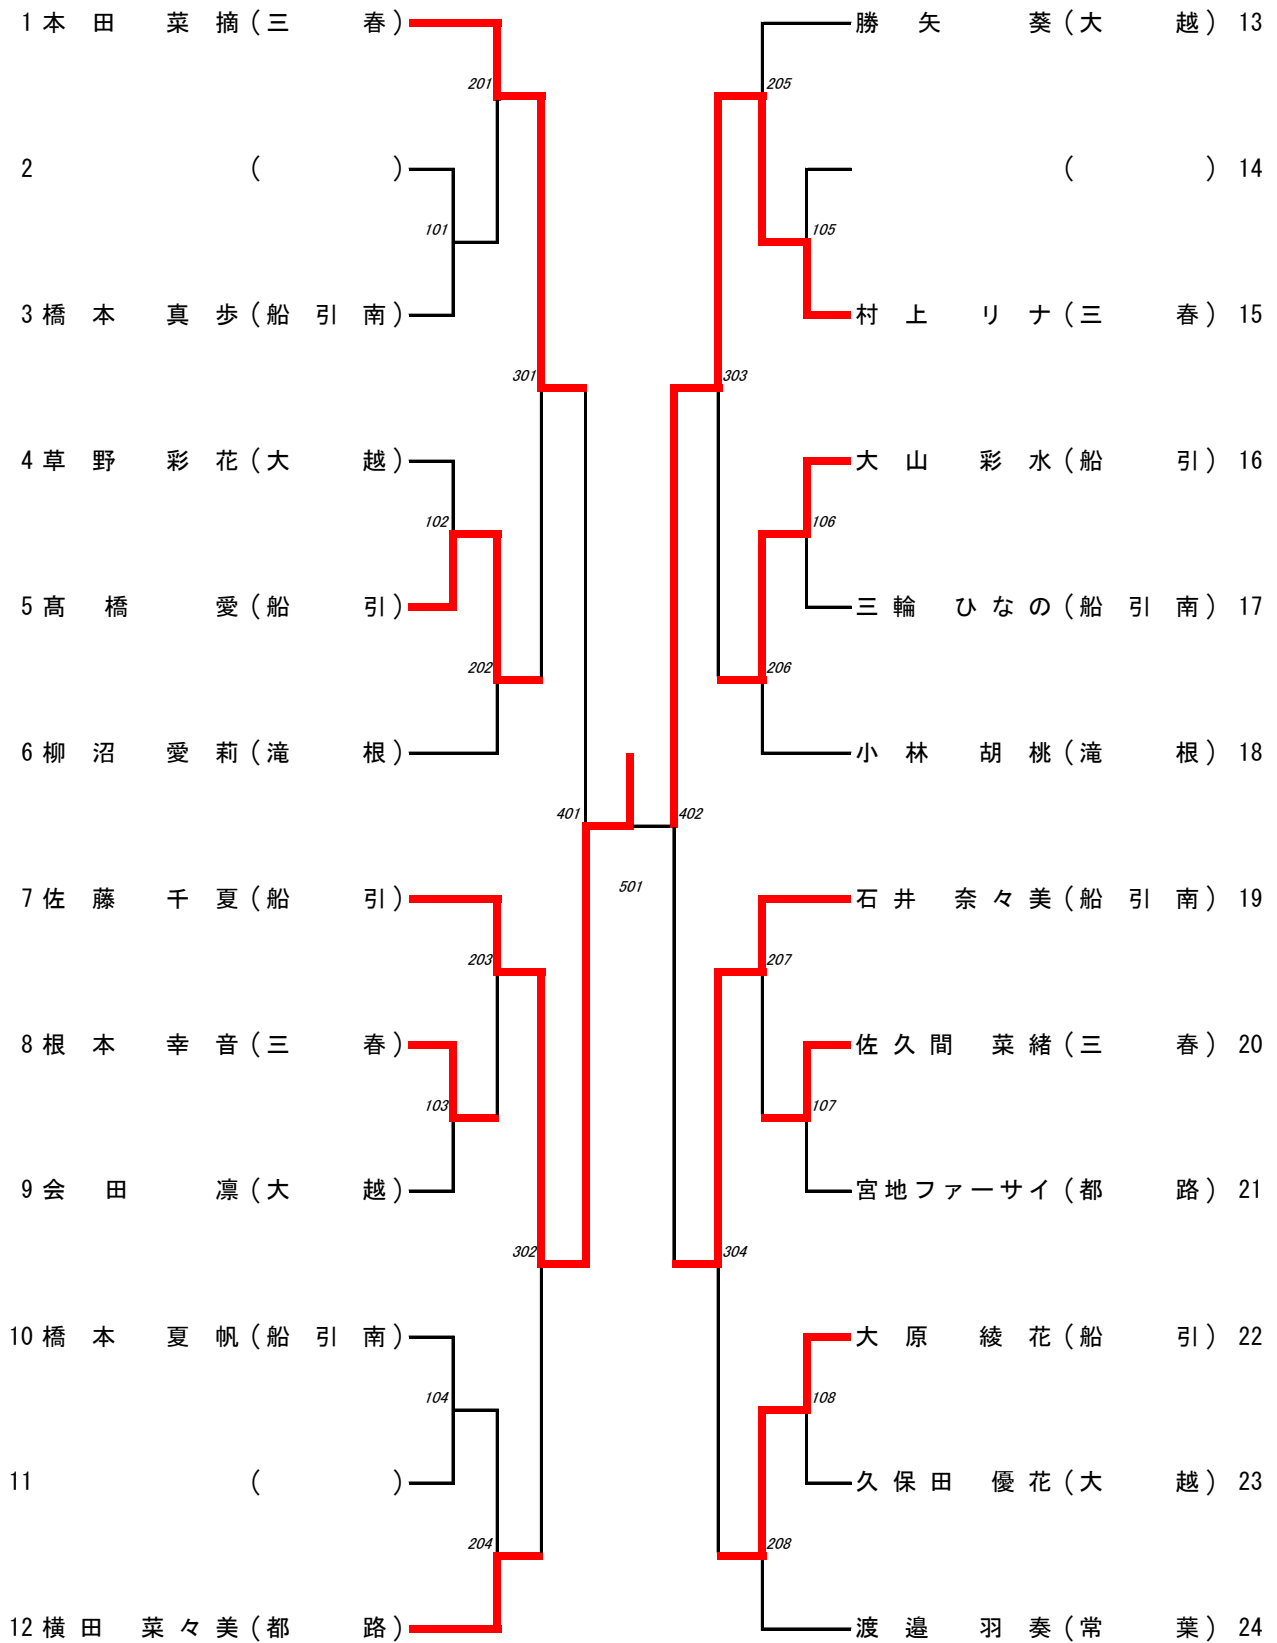 1 本田 菜摘 (三春)
201
2 ( )
101
3 橋本 真歩 (船引南)
301
4 草野 彩花 (大越)
102
5 髙橋 愛 (船引)
202
6 柳沼 愛莉 (滝根)
401
7 佐藤 千夏 (船引)
203
8 根本 幸音 (三春)
103
9 会田 凛 (大越)
302
10 橋本 夏帆 (船引南)
104
11 ( )
204
12 横田 菜々美 (都路)
501
勝矢 葵 (大越) 13
205
( ) 14
105
村上 リナ (三春) 15
303
大山 彩水 (船引) 16
106
三輪 ひなの (船引南) 17
206
小林 胡桃 (滝根) 18
402
石井 奈々美 (船引南) 19
207
佐久間 菜緒 (三春) 20
107
宮地ファーサイ (都路) 21
304
大原 綾花 (船引) 22
108
久保田 優花 (大越) 23
208
渡邉 羽奏 (常葉) 24